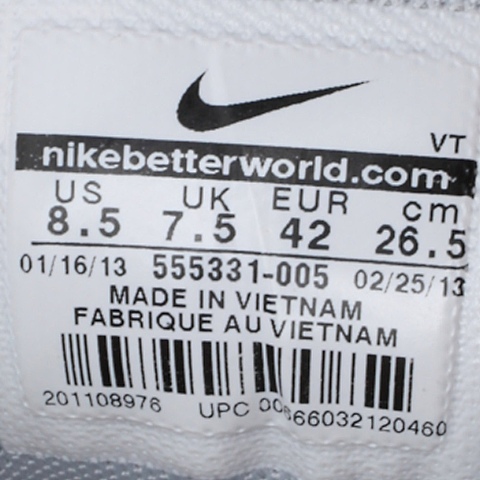 VT
nikebetterworld.com
US UK EUR cm
8.5 7.5 42 26.5
01/16/13 555331-005 02/25/13
MADE IN VIETNAM
FABRIQUE AU VIETNAM
201108976 UPC 00666032120460